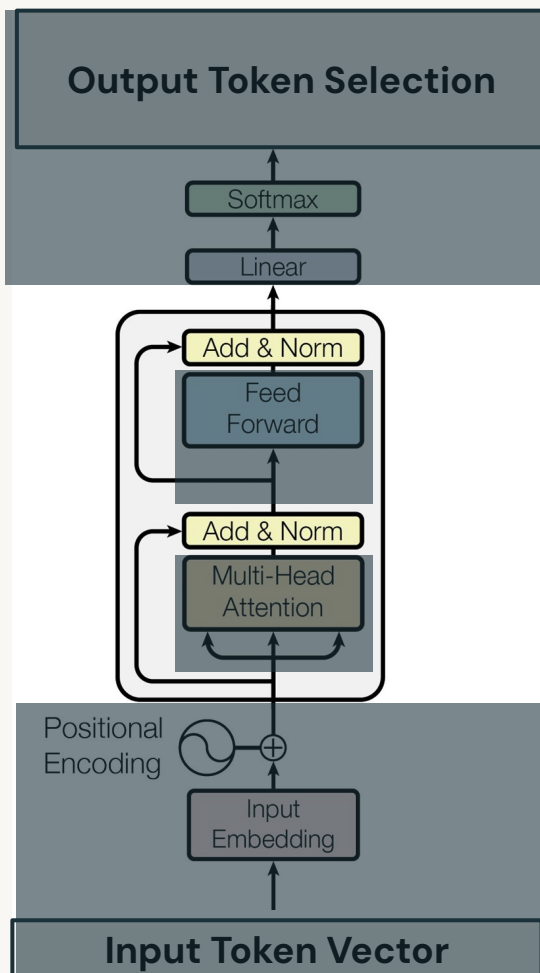 Output Token Selection
Softmax
Linear
Add & Norm
Feed
Forward
Add & Norm
Multi-Head
Attention
Positional
Encoding
Input
Embedding
Input Token Vector